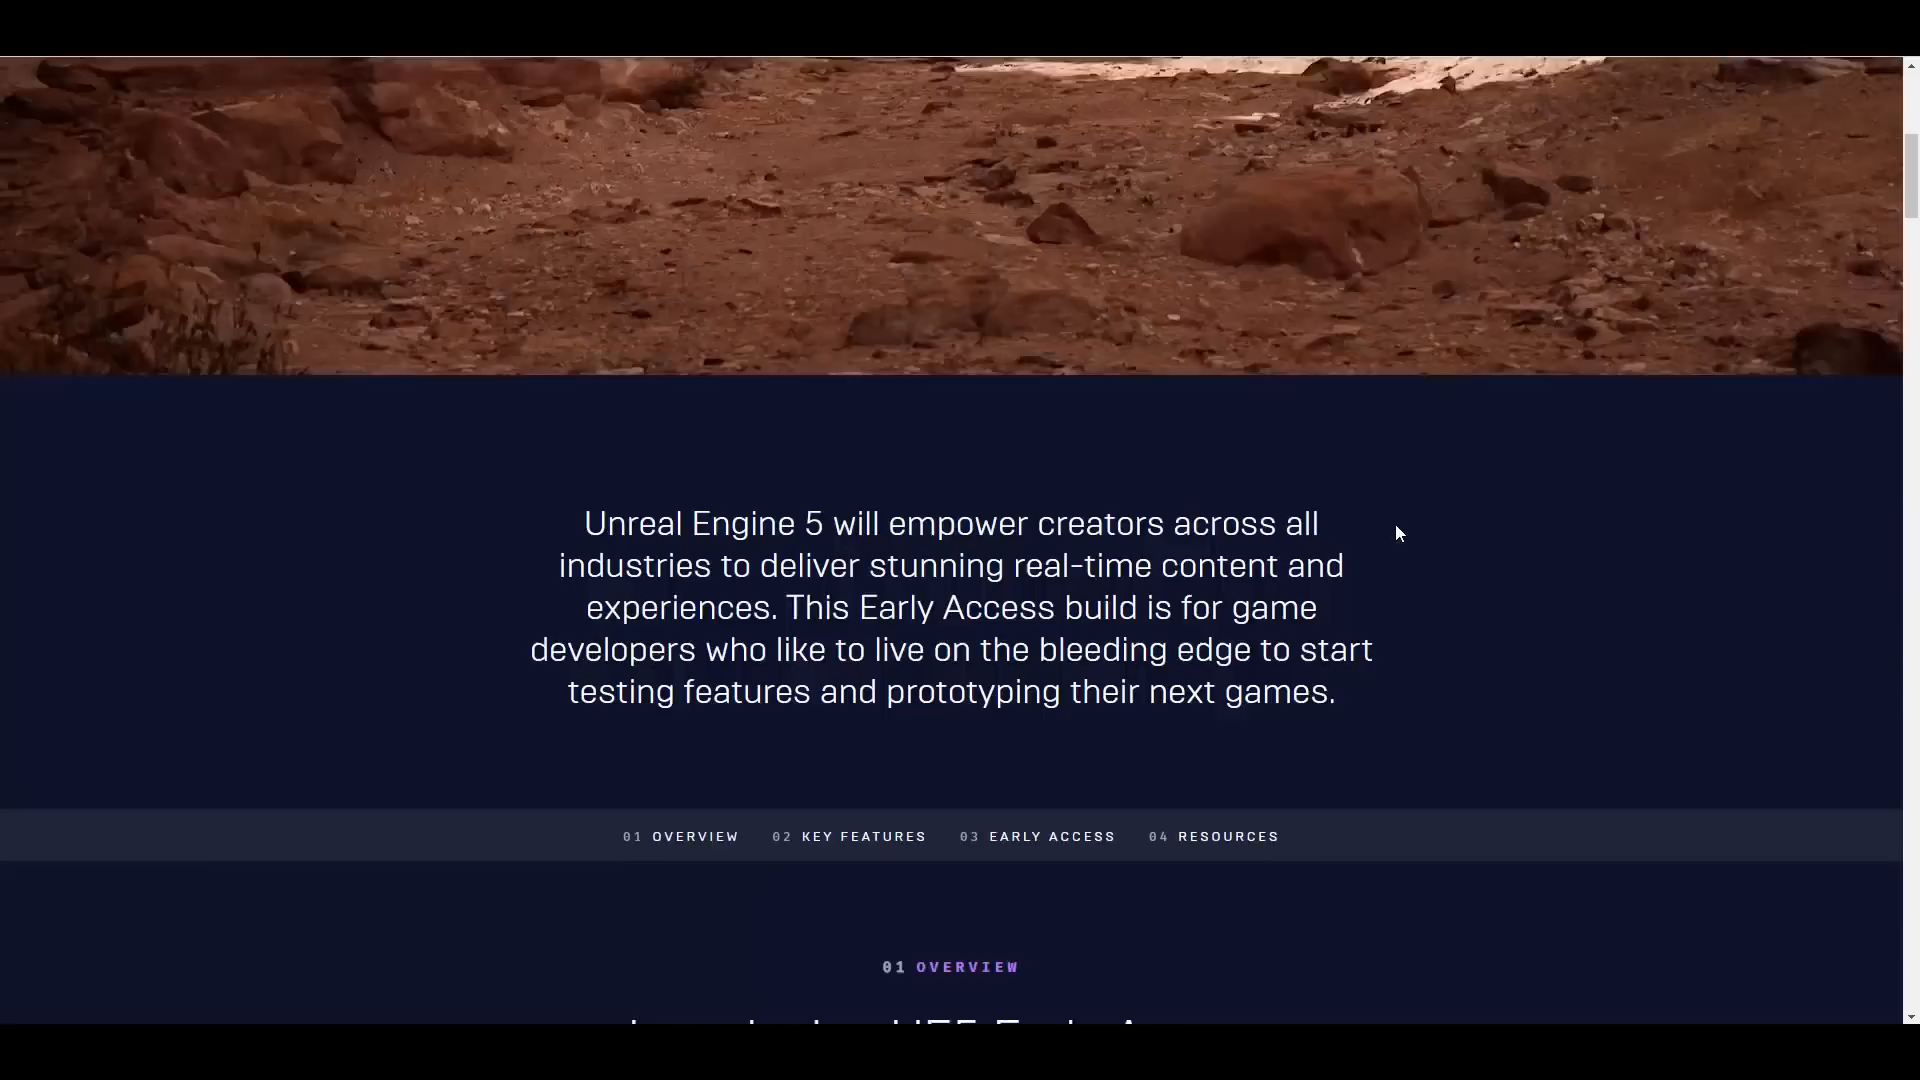 Unreal Engine 5 will empower creators across all
industries to deliver stunning real-time content and
experiences. This Early Access build is for game
developers who like to live on the bleeding edge to start
testing features and prototyping their next games.
01 OVERVIEW 02 KEY FEATURES 03 EARLY ACCESS 04 RESOURCES
01 OVERVIEW